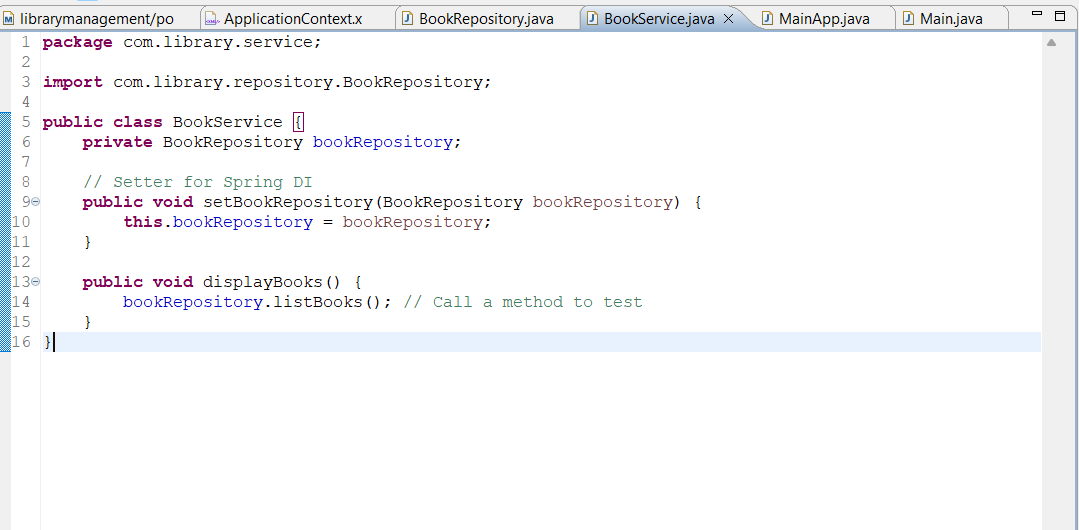 librarymanagement/po ApplicationContext.x BookRepository.java BookService.java MainApp.java Main.java
1 package com.library.service;
2
3 import com.library.repository.BookRepository;
4
5 public class BookService {
6     private BookRepository bookRepository;
7
8     // Setter for Spring DI
9     public void setBookRepository(BookRepository bookRepository) {
10         this.bookRepository = bookRepository;
11     }
12
13     public void displayBooks() {
14         bookRepository.listBooks(); // Call a method to test
15     }
16 }